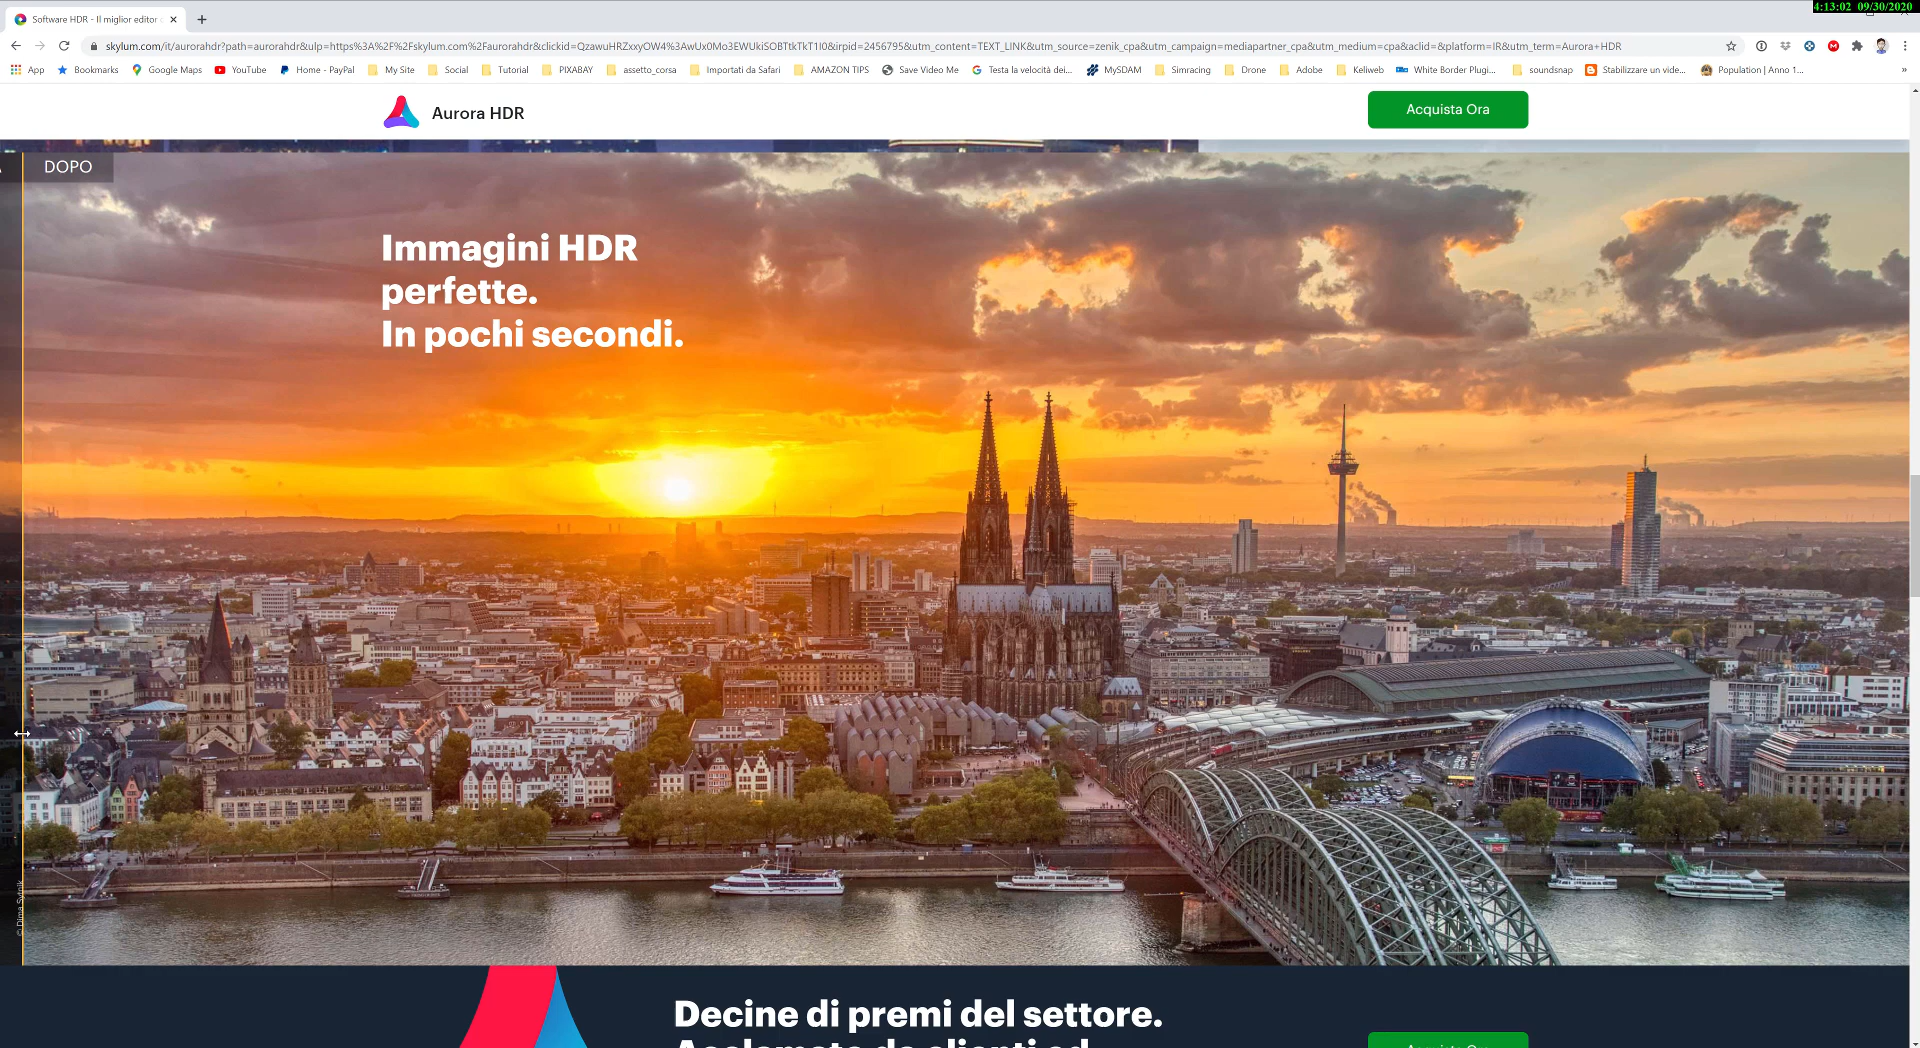 4:13:02 09/30/2020
Software HDR - Il miglior editor
skylum.com/it/aurorahdr?path=aurorahdr&ulp=https%3A%2F%2Fskylum.com%2Faurorahdr&clickid=QzawuHRZxxyOW4%3AwUx0Mo3EWUkiSOBTtkTkT1I0&irpid=2456795&utm_content=TEXT_LINK&utm_source=zenik_cpa&utm_campaign=mediapartner_cpa&utm_medium=cpa&aclid=&platform=IR&utm_term=Aurora+HDR
App Bookmarks Google Maps YouTube Home - PayPal My Site Social Tutorial PIXABAY assetto_corsa Importati da Safari AMAZON TIPS Save Video Me Testa la velocità dei... MySDAM Simracing Drone Adobe Keliweb White Border Plugi... soundsnap Stabilizzare un vide... Population | Anno 1... »
Aurora HDR
Acquista Ora
DOPO
Immagini HDR
perfette.
In pochi secondi.
© Dima Sytnik
Decine di premi del settore.